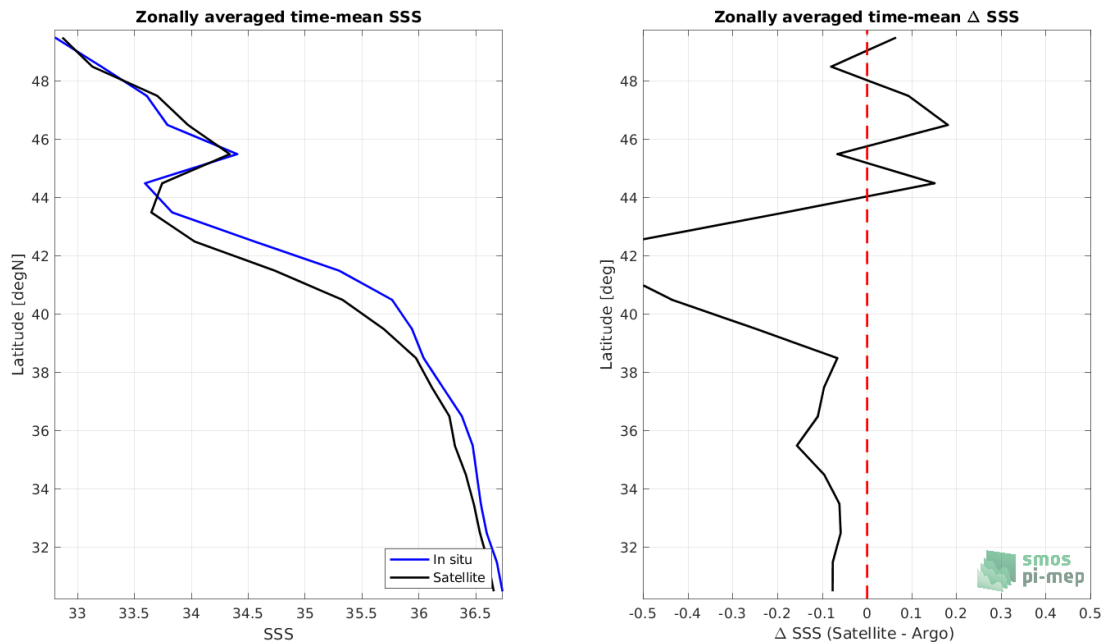 Zonally averaged time-mean SSS
48
46
44
42
40
38
36
34
32
Latitude [degN]
In situ
Satellite
33 33.5 34 34.5 35 35.5 36 36.5
SSS
Zonally averaged time-mean Δ SSS
48
46
44
42
40
38
36
34
32
Latitude [deg]
smos
pi-mep
-0.5 -0.4 -0.3 -0.2 -0.1 0 0.1 0.2 0.3 0.4 0.5
Δ SSS (Satellite - Argo)